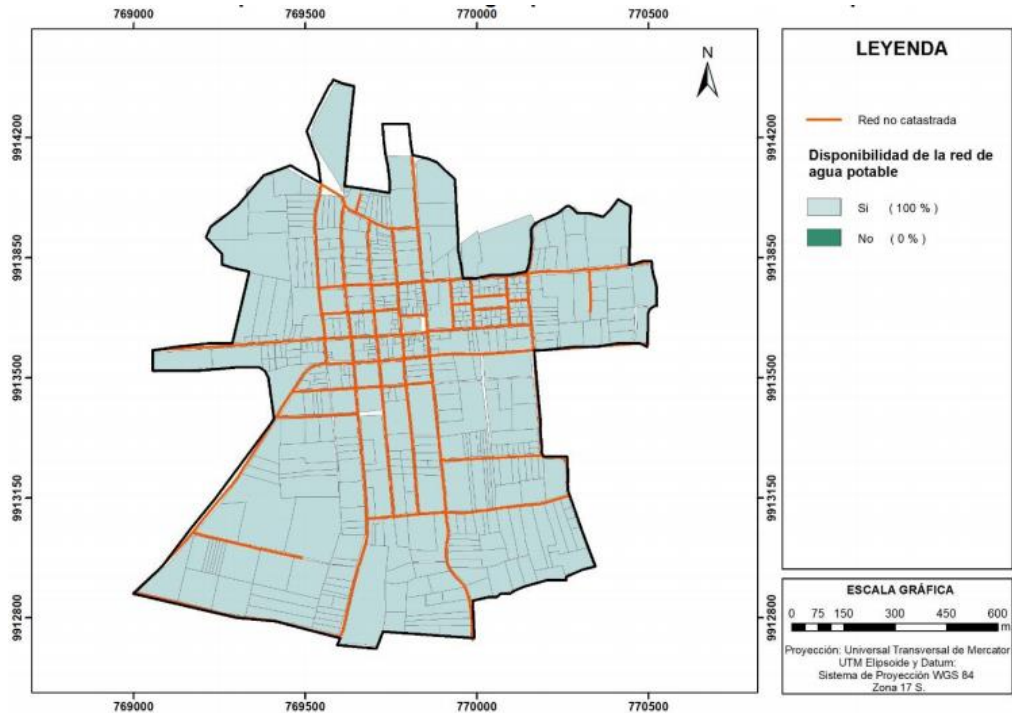 769000 769500 770000 770500
N
9914200 9914200
9913850 9913850
9913500 9913500
9913150 9913150
9912800 9912800
769000 769500 770000 770500
LEYENDA
Red no catastrada
Disponibilidad de la red de
agua potable
Si ( 100 % )
No ( 0 % )
ESCALA GRÁFICA
0 75 150 300 450 600
m
Proyección: Universal Transversal de Mercator
UTM Elipsoide y Datum:
Sistema de Proyección WGS 84
Zona 17 S.